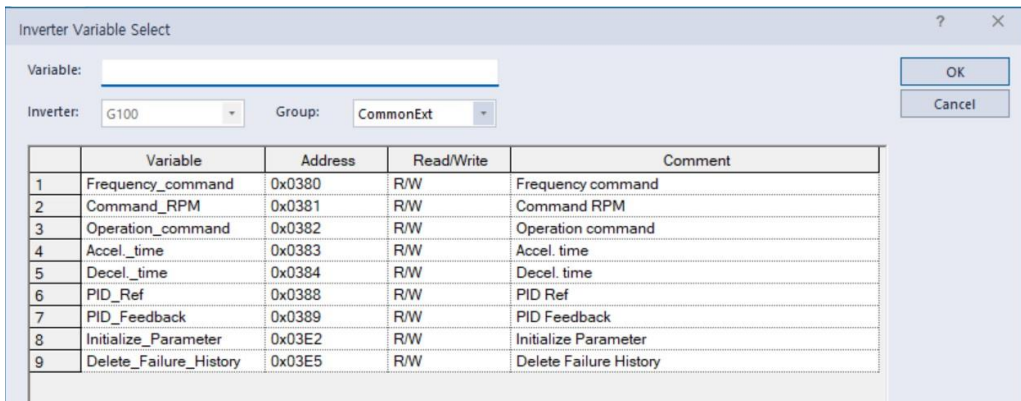 Inverter Variable Select ? ×
Variable: OK
Inverter: G100 Group: CommonExt Cancel
Variable Address Read/Write Comment
1 Frequency_command 0x0380 R/W Frequency command
2 Command_RPM 0x0381 R/W Command RPM
3 Operation_command 0x0382 R/W Operation command
4 Accel._time 0x0383 R/W Accel. time
5 Decel._time 0x0384 R/W Decel. time
6 PID_Ref 0x0388 R/W PID Ref
7 PID_Feedback 0x0389 R/W PID Feedback
8 Initialize_Parameter 0x03E2 R/W Initialize Parameter
9 Delete_Failure_History 0x03E5 R/W Delete Failure History